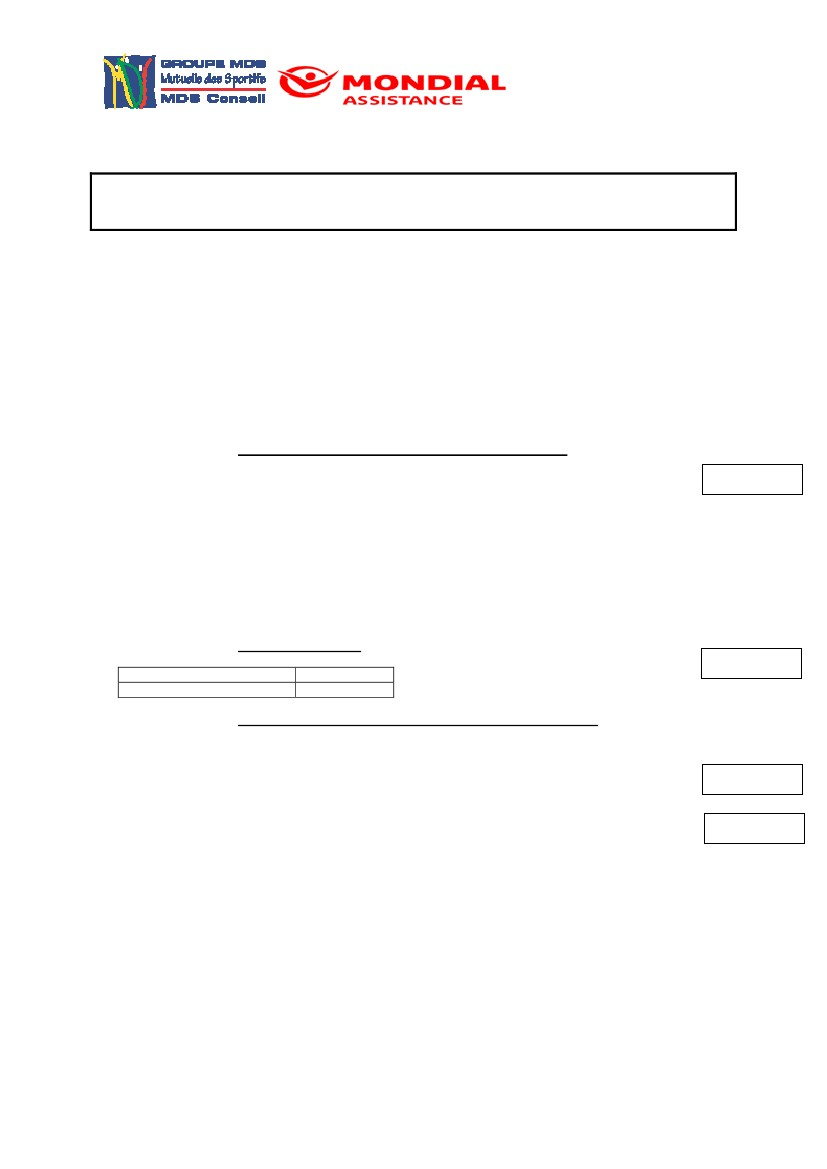 GROUPE MDS
Mutuelle des Sportifs
MDS Conseil
MONDIAL
ASSISTANCE